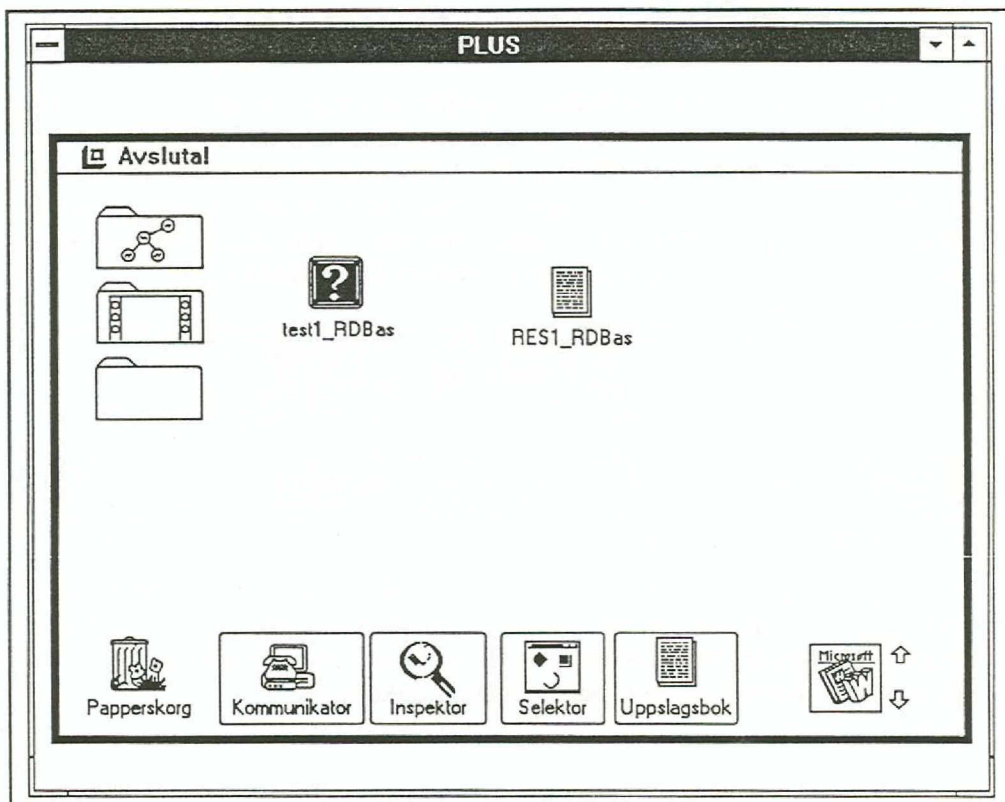 PLUS
Avslutal
test1_RDBas
RES1_RDBas
Papperskorg
Kommunikator
Inspektor
Selektor
Uppslagsbok
Microsoft